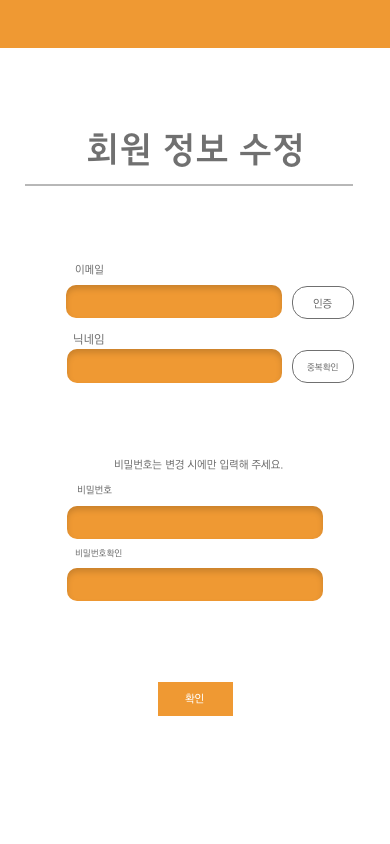 회원 정보 수정
이메일
인증
닉네임
중복확인
비밀번호는 변경 시에만 입력해 주세요.
비밀번호
비밀번호확인
확인